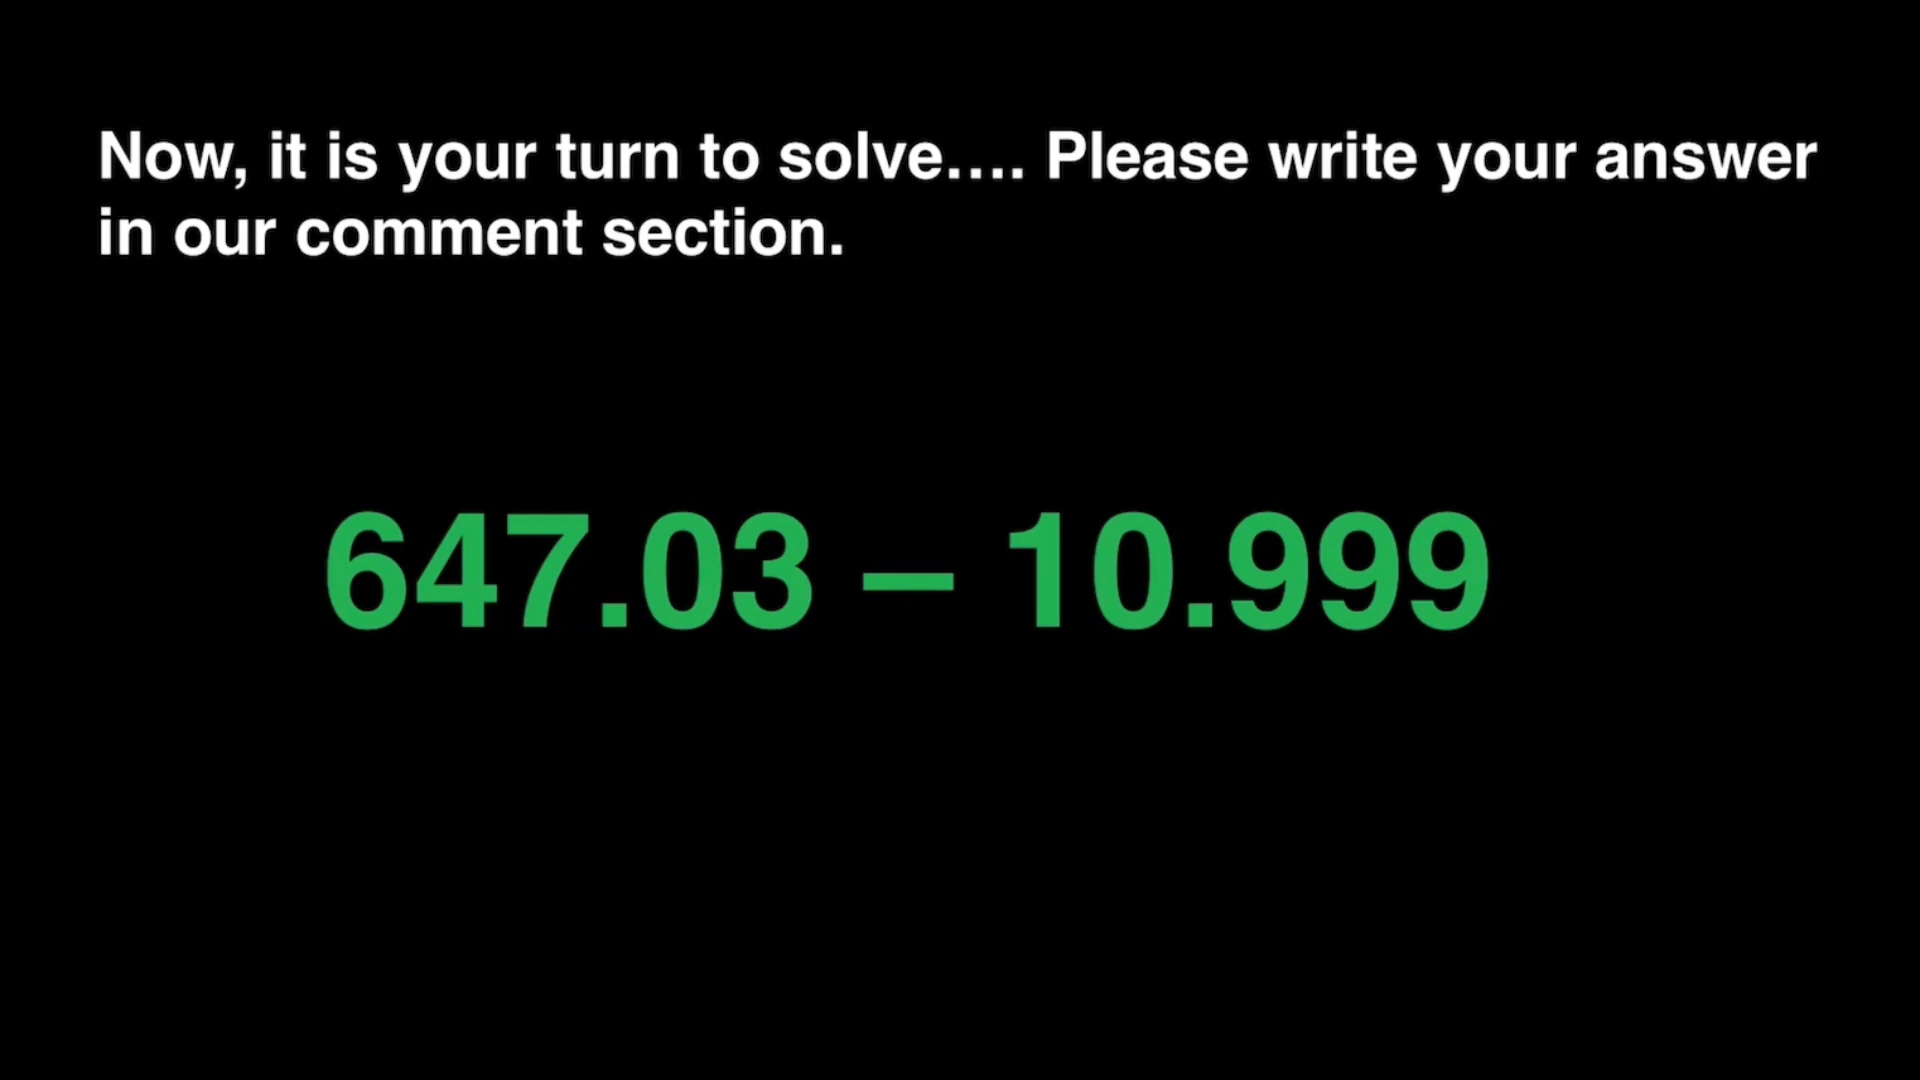 Now, it is your turn to solve.... Please write your answer
in our comment section.
647.03 – 10.999